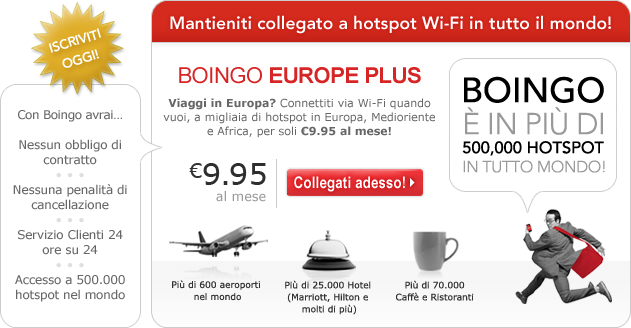 ISCRIVITI
OGGI!
Con Boingo avrai...
Nessun obbligo di
contratto
Nessuna penalità di
cancellazione
Servizio Clienti 24
ore su 24
Accesso a 500.000
hotspot nel mondo
Mantieniti collegato a hotspot Wi-Fi in tutto il mondo!
BOINGO EUROPE PLUS
Viaggi in Europa? Connettiti via Wi-Fi quando
vuoi, a migliaia di hotspot in Europa, Medioriente
e Africa, per soli €9.95 al mese!
€9.95
al mese
Collegati adesso!
Più di 600 aeroporti
nel mondo
Più di 25.000 Hotel
(Marriott, Hilton e
molti di più)
Più di 70.000
Caffè e Ristoranti
BOINGO
È IN PIÙ DI
500,000 HOTSPOT
IN TUTTO MONDO!